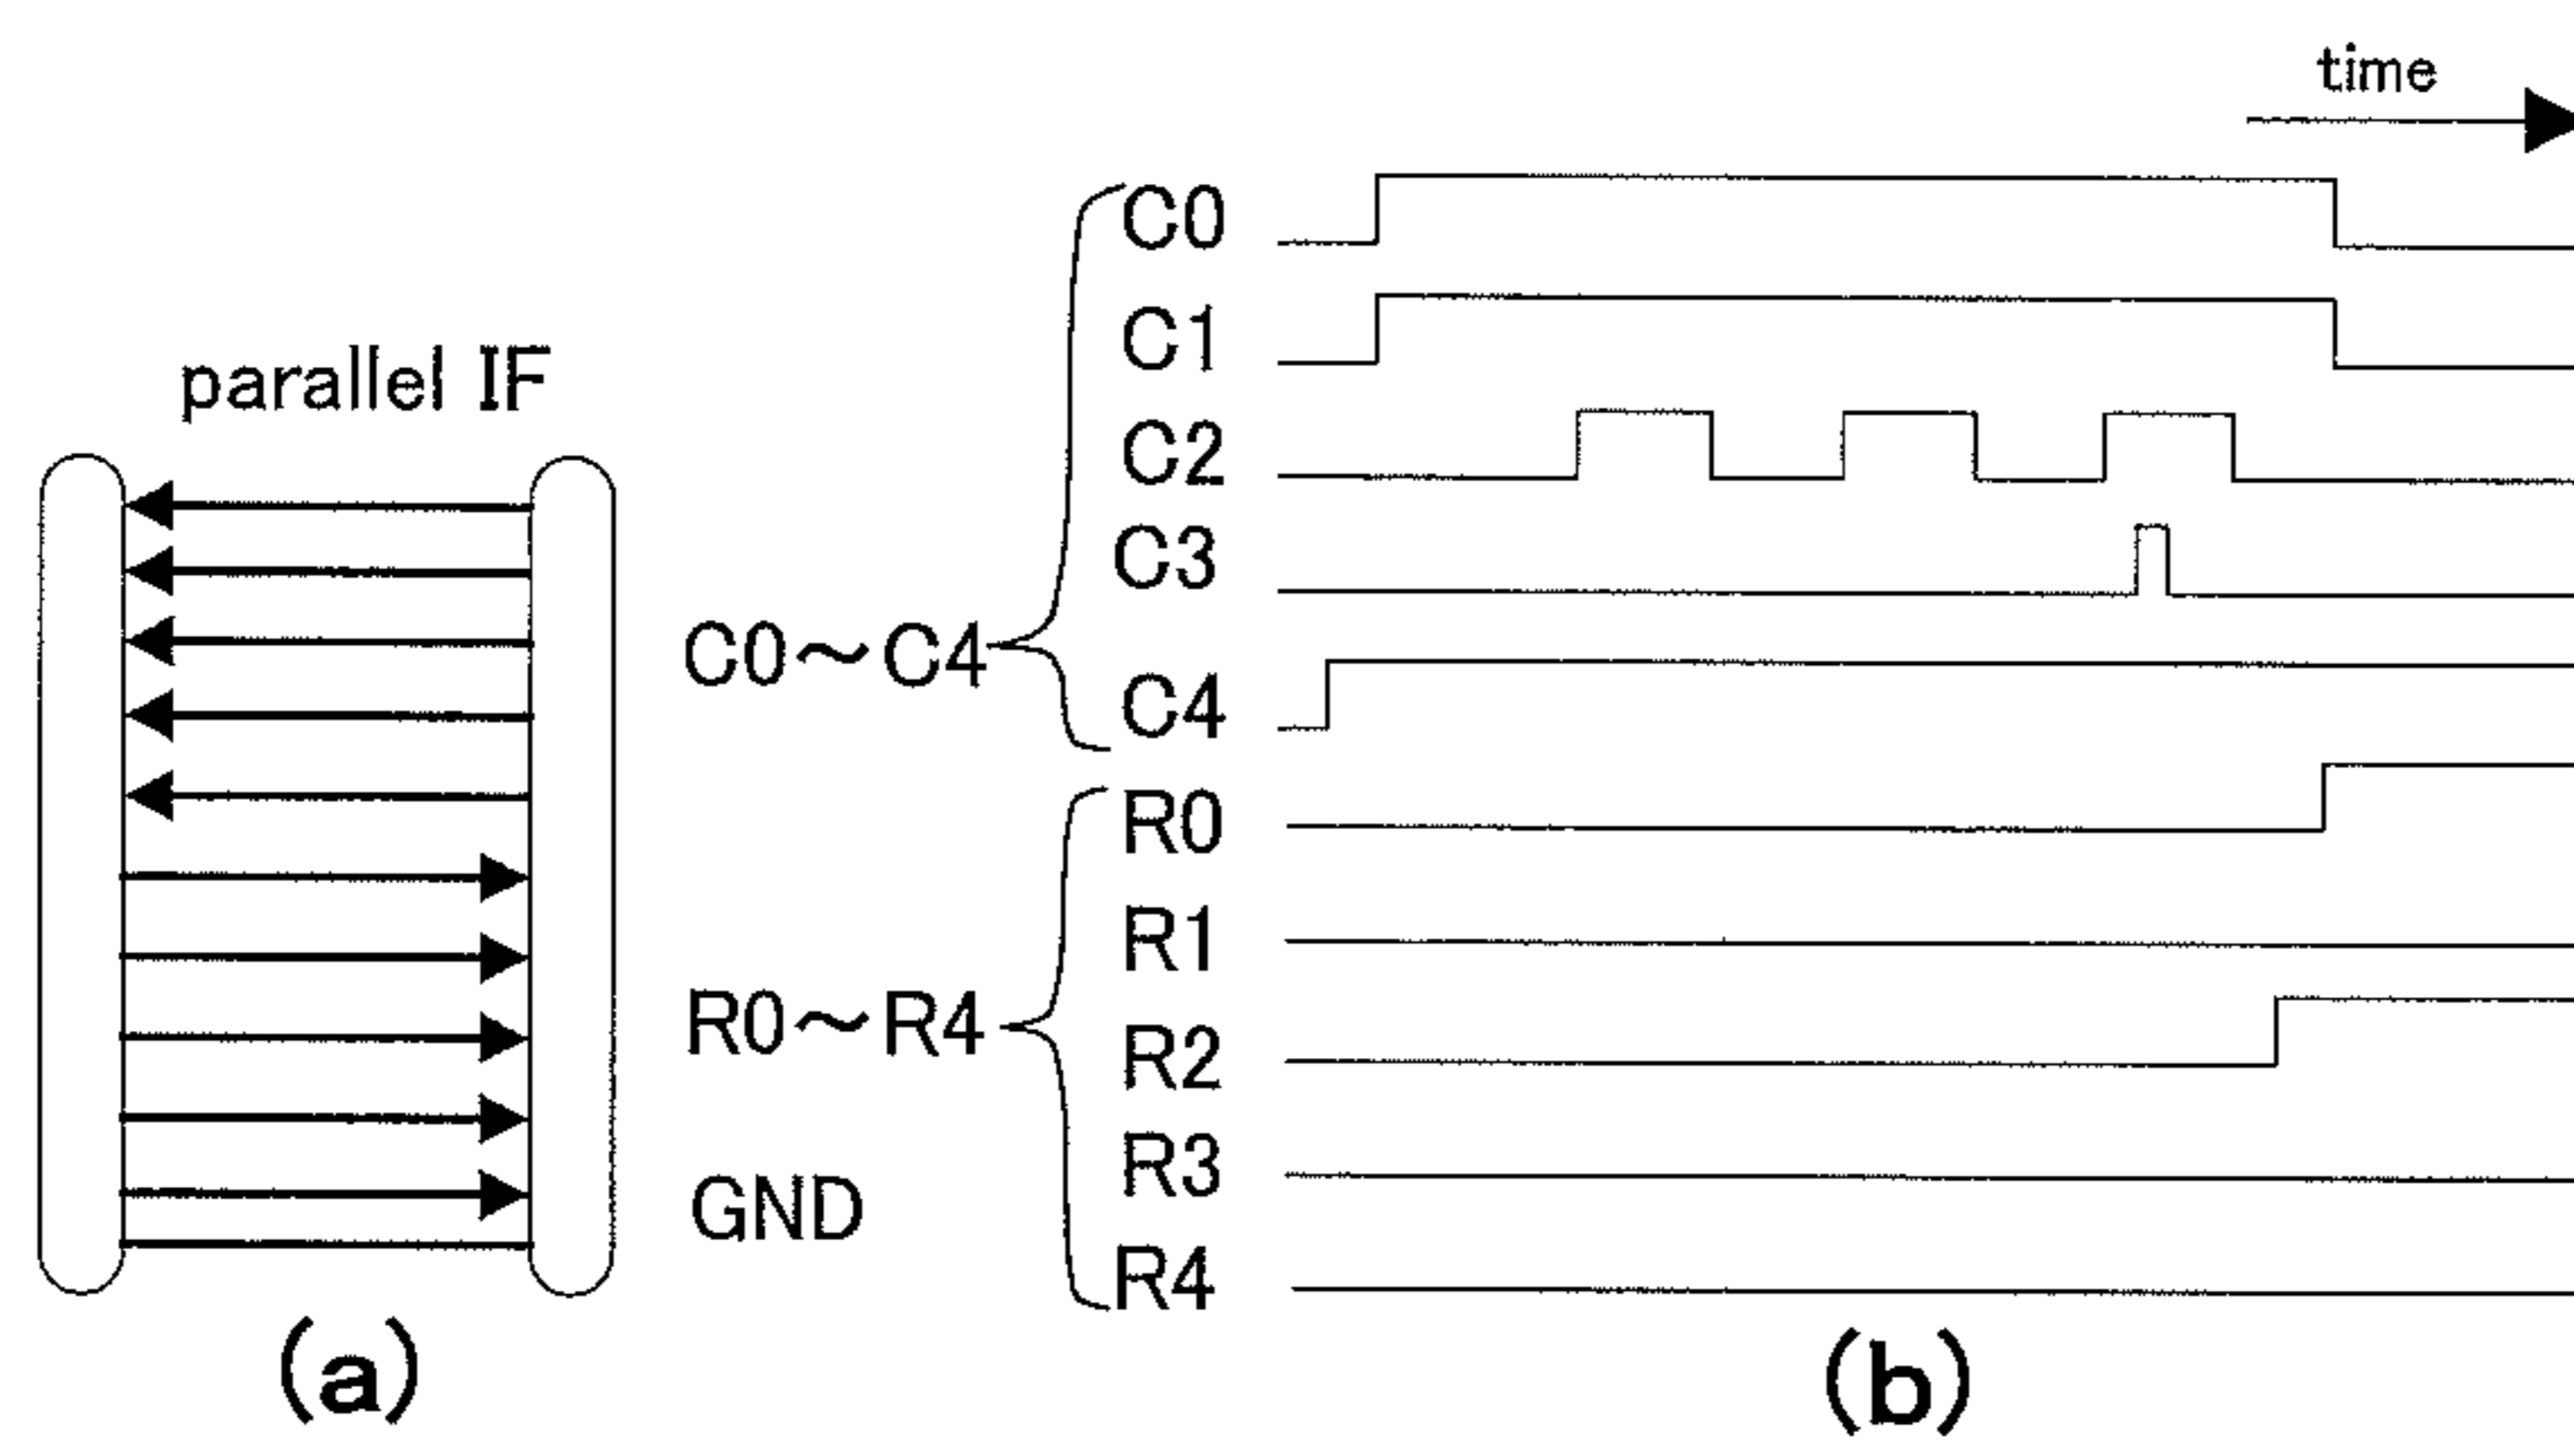 time
parallel IF
C0～C4
R0～R4
GND
C0
C1
C2
C3
C4
R0
R1
R2
R3
R4
(a)
(b)